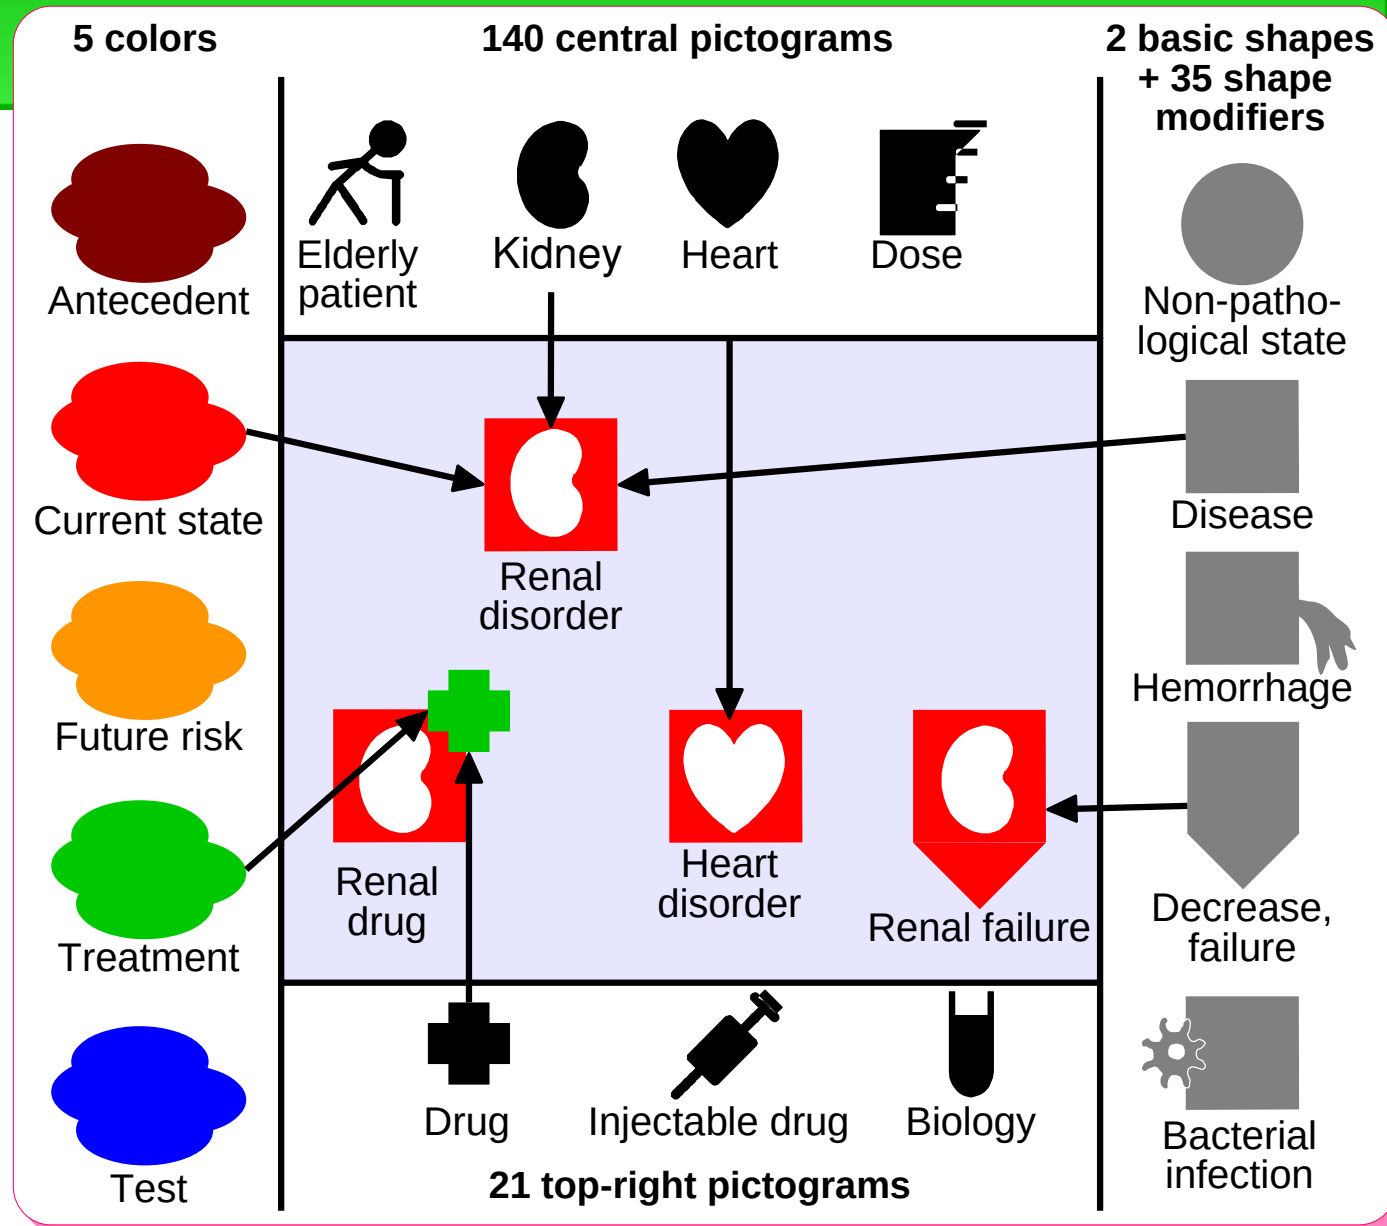 5 colors
140 central pictograms
2 basic shapes
+ 35 shape
modifiers
Antecedent
Current state
Future risk
Treatment
Test
Elderly
patient
Kidney
Heart
Dose
Renal
disorder
Renal
drug
Heart
disorder
Renal failure
Drug
Injectable drug
Biology
21 top-right pictograms
Non-patho-
logical state
Disease
Hemorrhage
Decrease,
failure
Bacterial
infection